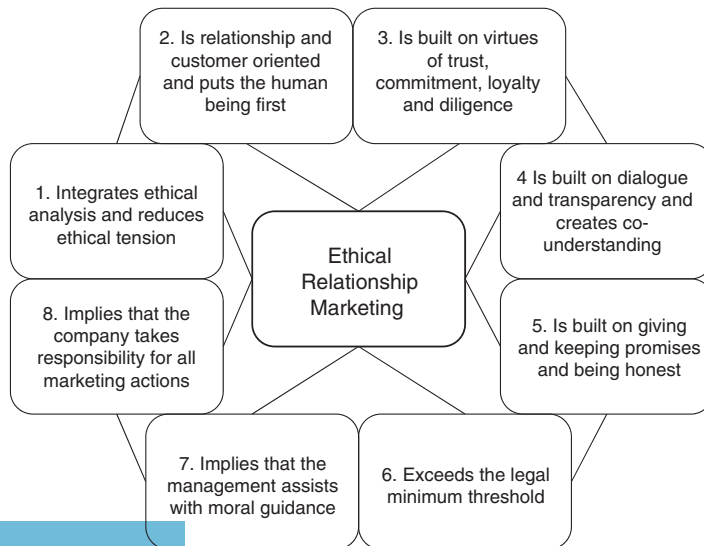 2. Is relationship and
customer oriented
and puts the human
being first
3. Is built on virtues
of trust,
commitment, loyalty
and diligence
1. Integrates ethical
analysis and reduces
ethical tension
4 Is built on dialogue
and transparency and
creates co-
understanding
Ethical
Relationship
Marketing
8. Implies that the
company takes
responsibility for all
marketing actions
5. Is built on giving
and keeping promises
and being honest
7. Implies that the
management assists
with moral guidance
6. Exceeds the legal
minimum threshold